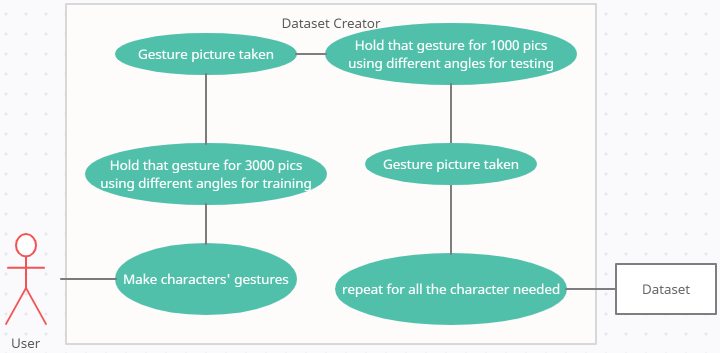 Dataset Creator
Gesture picture taken
Hold that gesture for 1000 pics
using different angles for testing
Hold that gesture for 3000 pics
using different angles for training
Gesture picture taken
Make characters' gestures
repeat for all the character needed
Dataset
User